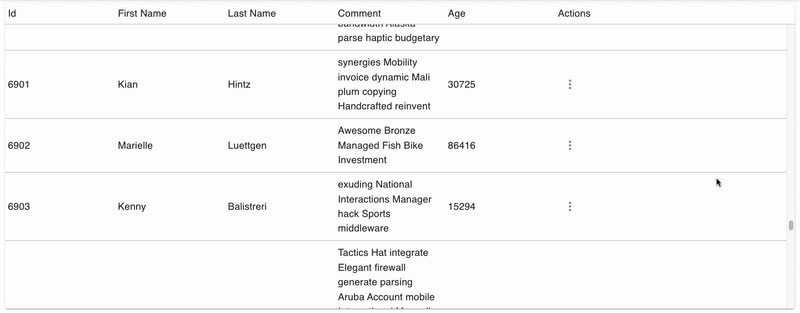 Id First Name Last Name Comment Age Actions
bandwidth Alaska
parse haptic budgetary
6901 Kian Hintz synergies Mobility invoice dynamic Mali plum copying Handcrafted reinvent 30725
6902 Marielle Luettgen Awesome Bronze Managed Fish Bike Investment 86416
6903 Kenny Balistreri exuding National Interactions Manager hack Sports middleware 15294
Tactics Hat integrate
Elegant firewall
generate parsing
Aruba Account mobile